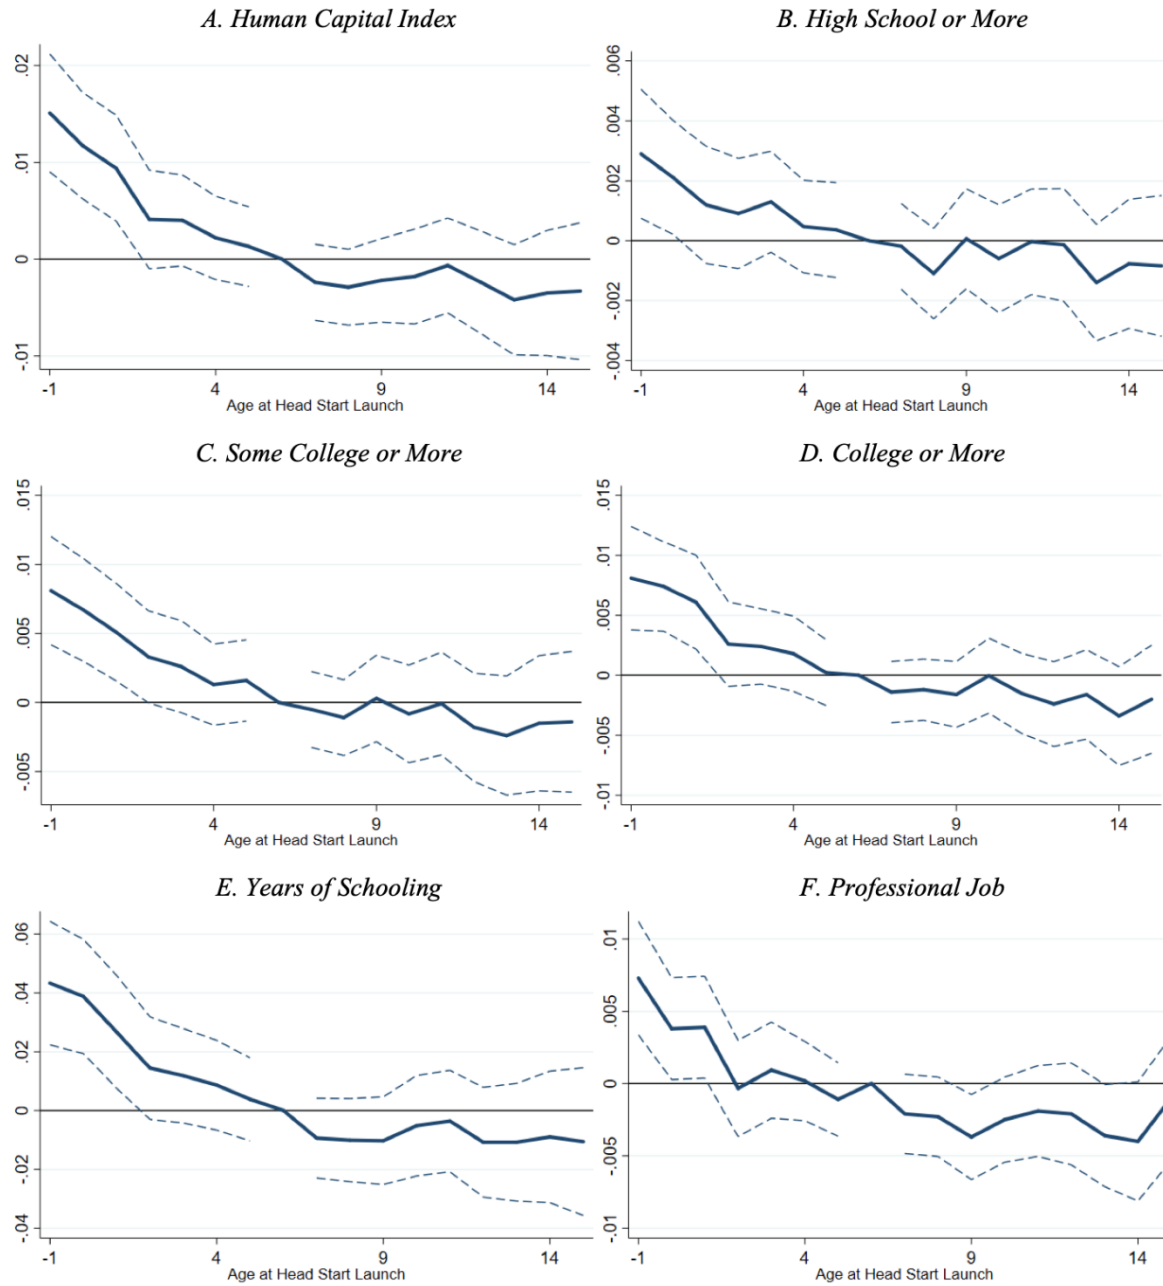 A. Human Capital Index
.02
.01
0
-.01
-1 4 9 14
Age at Head Start Launch
B. High School or More
.006
.004
.002
0
-.002
-.004
-1 4 9 14
Age at Head Start Launch
C. Some College or More
.015
.01
.005
0
-.005
-1 4 9 14
Age at Head Start Launch
D. College or More
.015
.01
.005
0
-.005
-.01
-1 4 9 14
Age at Head Start Launch
E. Years of Schooling
.06
.04
.02
0
-.02
-.04
-1 4 9 14
Age at Head Start Launch
F. Professional Job
.01
.005
0
-.005
-.01
-1 4 9 14
Age at Head Start Launch